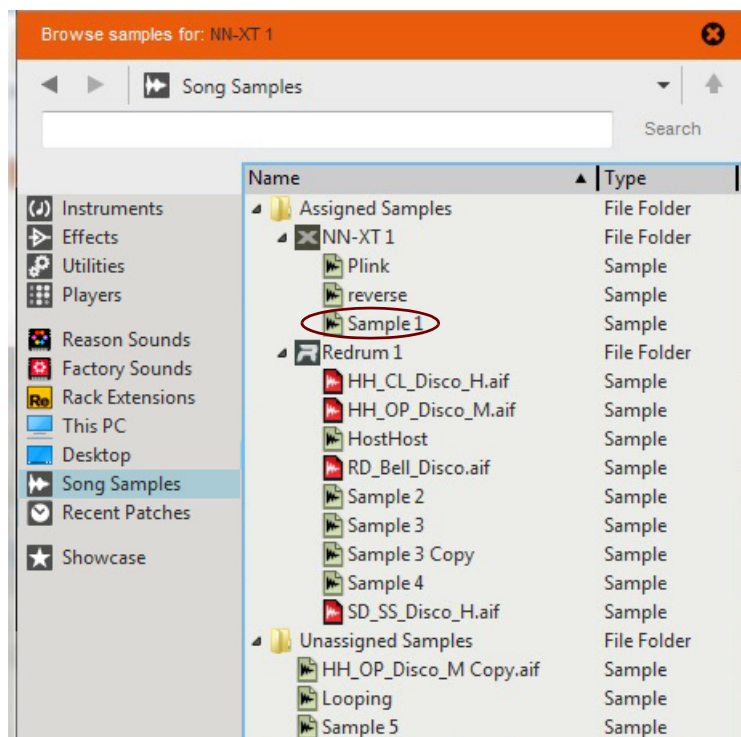 Browse samples for: NN-XT 1
Song Samples
Search
Name Type
Instruments
Effects
Utilities
Players
Reason Sounds
Factory Sounds
Re Rack Extensions
This PC
Desktop
Song Samples
Recent Patches
Showcase
Assigned Samples File Folder
NN-XT 1 File Folder
Plink Sample
reverse Sample
Sample 1 Sample
Redrum 1 File Folder
HH_CL_Disco_H.aif Sample
HH_OP_Disco_M.aif Sample
HostHost Sample
RD_Bell_Disco.aif Sample
Sample 2 Sample
Sample 3 Sample
Sample 3 Copy Sample
Sample 4 Sample
SD_SS_Disco_H.aif Sample
Unassigned Samples File Folder
HH_OP_Disco_M Copy.aif Sample
Looping Sample
Sample 5 Sample